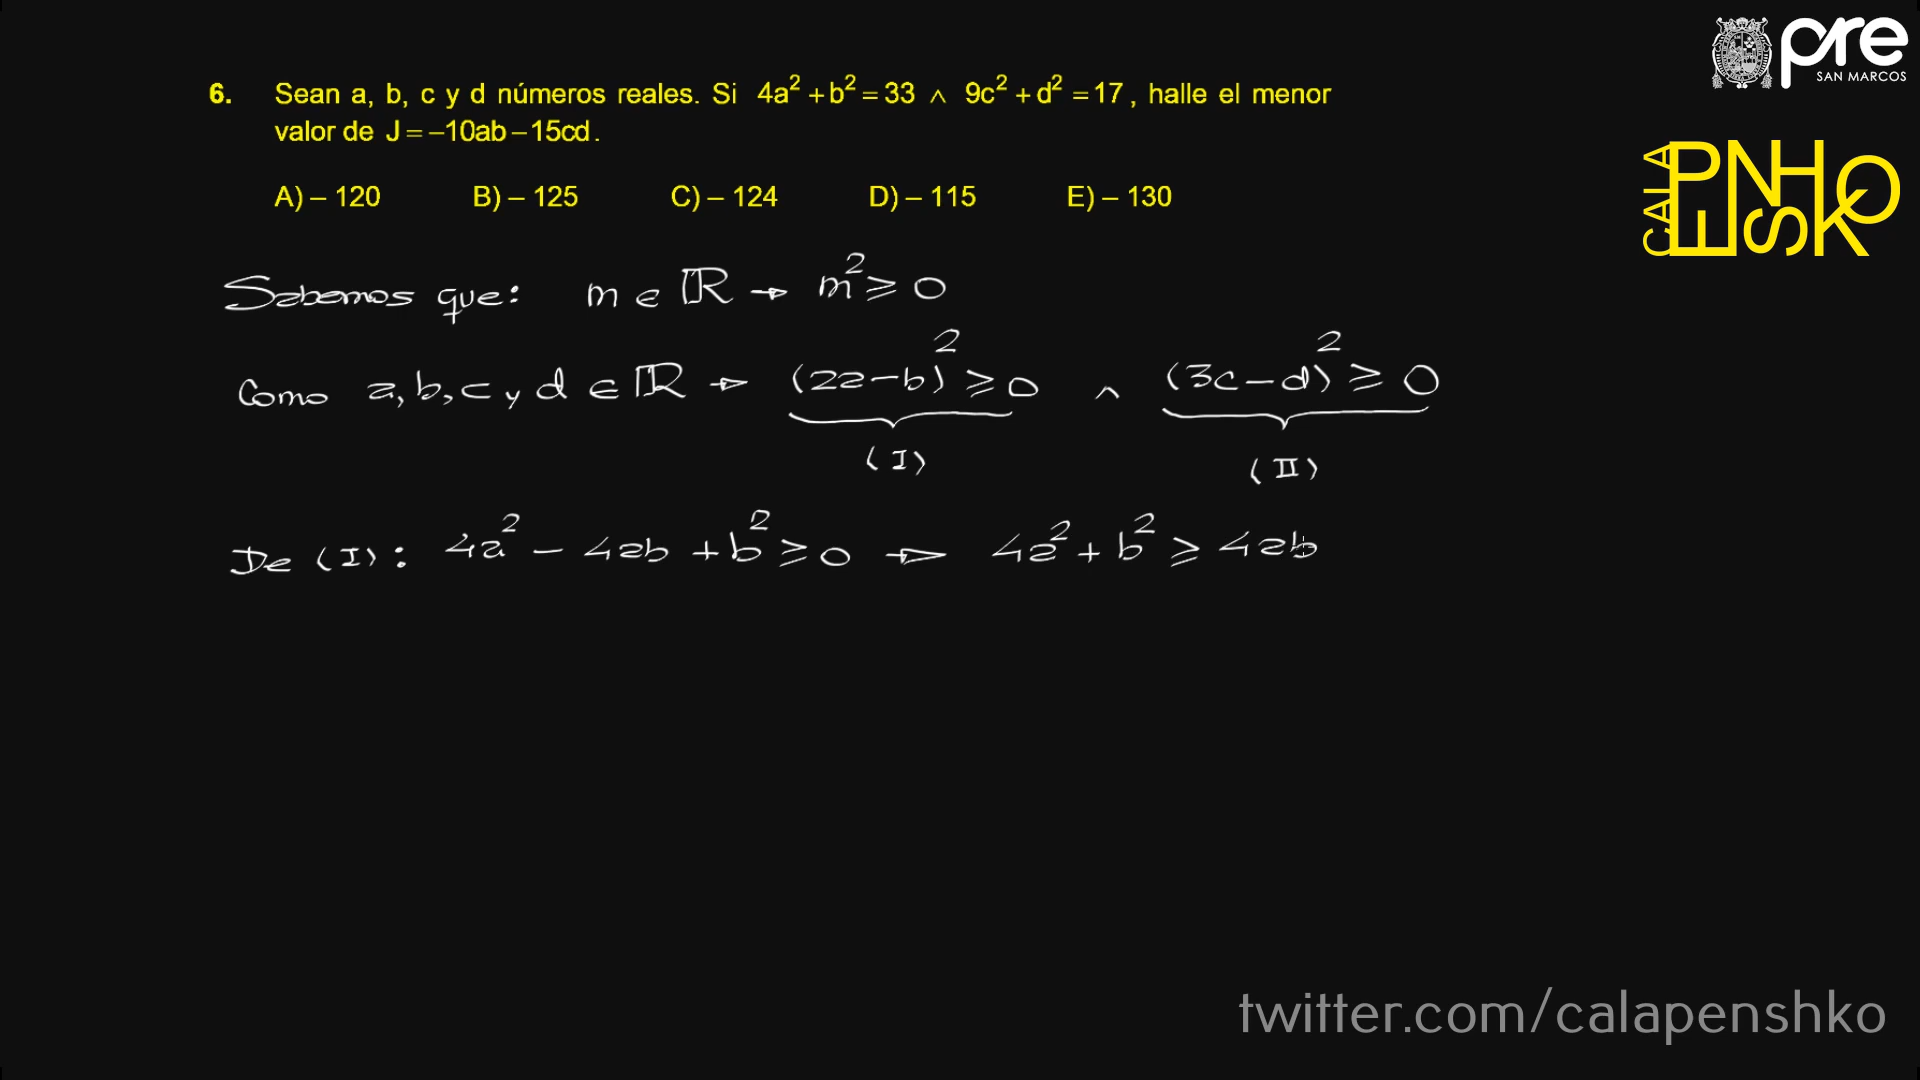 pre
SAN MARCOS
CALA
PENSHKO
6. Sean a, b, c y d números reales. Si 4a² + b² = 33 ∧ 9c² + d² = 17, halle el menor
valor de J = –10ab – 15cd.
A) – 120 B) – 125 C) – 124 D) – 115 E) – 130
Sabemos que: m ∈ ℝ → m² ≥ 0
Como a, b, c y d ∈ ℝ → (2a - b)² ≥ 0 ∧ (3c - d)² ≥ 0
(I) (II)
De (I): 4a² - 4ab + b² ≥ 0 → 4a² + b² ≥ 4ab
twitter.com/calapenshko